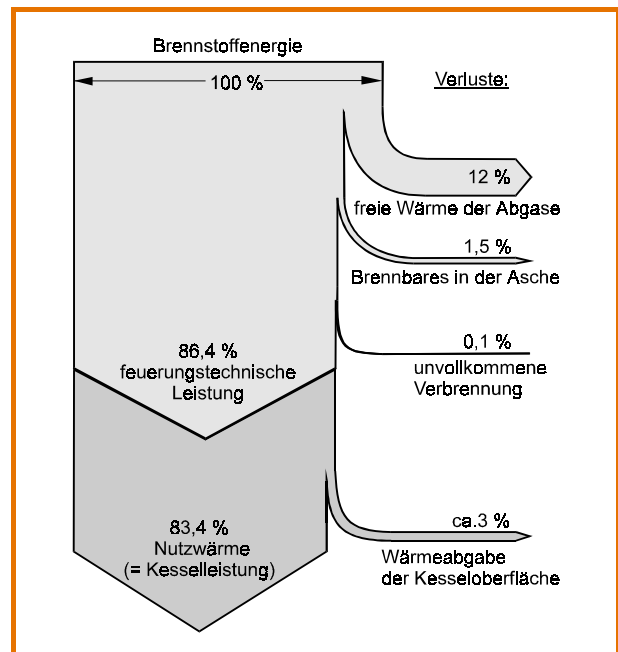 Brennstoffenergie
100 %
Verluste:
12 %
freie Wärme der Abgase
1,5 %
Brennbares in der Asche
0,1 %
unvollkommene
Verbrennung
86,4 %
feuerungstechnische
Leistung
ca.3 %
Wärmeabgabe
der Kesseloberfläche
83,4 %
Nutzwärme
(= Kesselleistung)